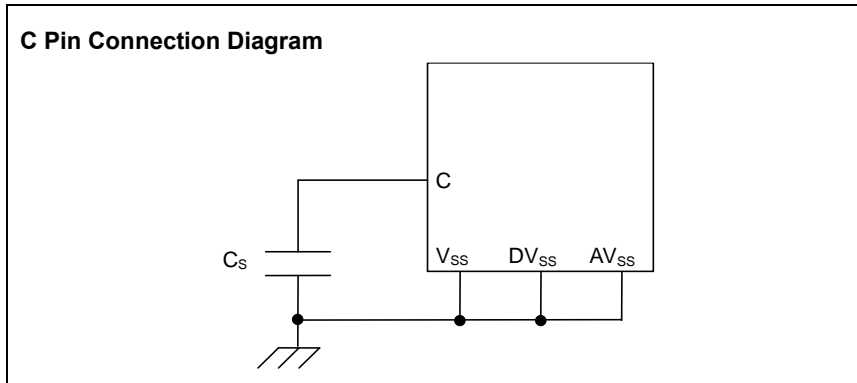 C Pin Connection Diagram
C
CS
VSS DVSS AVSS